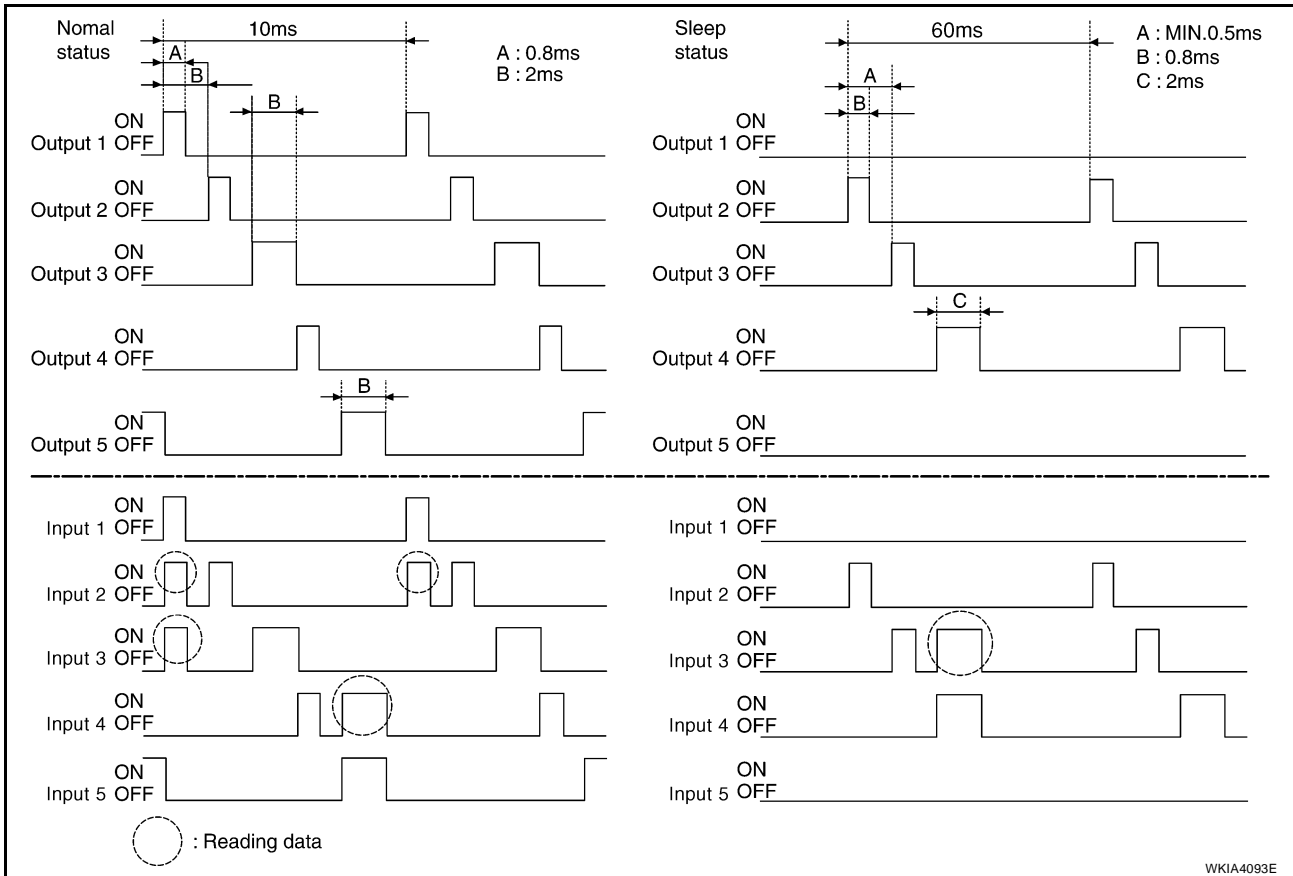 Nomal
status
10ms
A
B
A : 0.8ms
B : 2ms
B
ON
Output 1 OFF
ON
Output 2 OFF
ON
Output 3 OFF
ON
Output 4 OFF
B
ON
Output 5 OFF
Sleep
status
60ms
A : MIN.0.5ms
B : 0.8ms
C : 2ms
A
B
ON
Output 1 OFF
ON
Output 2 OFF
ON
Output 3 OFF
C
ON
Output 4 OFF
ON
Output 5 OFF
ON
Input 1 OFF
ON
Input 2 OFF
ON
Input 3 OFF
ON
Input 4 OFF
ON
Input 5 OFF
ON
Input 1 OFF
ON
Input 2 OFF
ON
Input 3 OFF
ON
Input 4 OFF
ON
Input 5 OFF
: Reading data
WKIA4093E